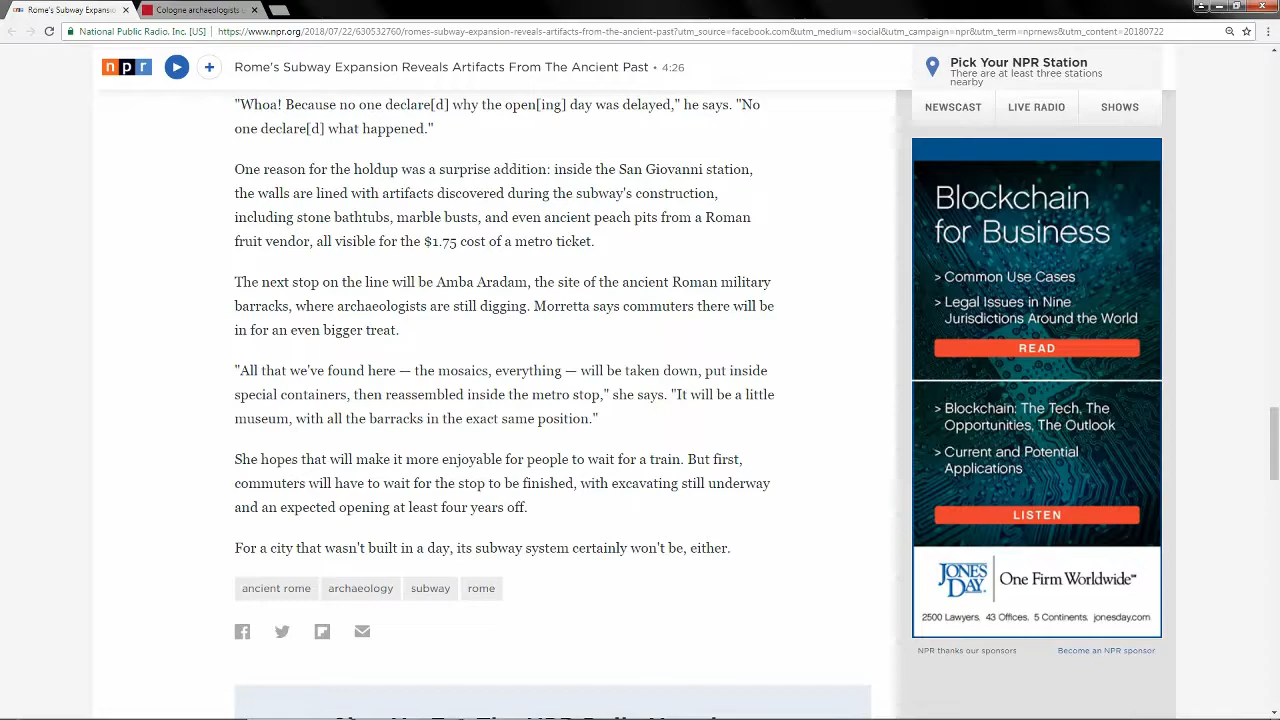 Rome's Subway Expansio
Cologne archaeologists
National Public Radio, Inc. [US]
https://www.npr.org/2018/07/22/630532760/romes-subway-expansion-reveals-artifacts-from-the-ancient-past?utm_source=facebook.com&utm_medium=social&utm_campaign=npr&utm_term=nprnews&utm_content=20180722
npr
Rome's Subway Expansion Reveals Artifacts From The Ancient Past • 4:26
"Whoa! Because no one declare[d] why the open[ing] day was delayed," he says. "No
one declare[d] what happened."
One reason for the holdup was a surprise addition: inside the San Giovanni station,
the walls are lined with artifacts discovered during the subway's construction,
including stone bathtubs, marble busts, and even ancient peach pits from a Roman
fruit vendor, all visible for the $1.75 cost of a metro ticket.
The next stop on the line will be Amba Aradam, the site of the ancient Roman military
barracks, where archaeologists are still digging. Morretta says commuters there will be
in for an even bigger treat.
"All that we've found here — the mosaics, everything — will be taken down, put inside
special containers, then reassembled inside the metro stop," she says. "It will be a little
museum, with all the barracks in the exact same position."
She hopes that will make it more enjoyable for people to wait for a train. But first,
commuters will have to wait for the stop to be finished, with excavating still underway
and an expected opening at least four years off.
For a city that wasn't built in a day, its subway system certainly won't be, either.
ancient rome
archaeology
subway
rome
Pick Your NPR Station
There are at least three stations
nearby
NEWSCAST
LIVE RADIO
SHOWS
Blockchain
for Business
> Common Use Cases
> Legal Issues in Nine
Jurisdictions Around the World
READ
> Blockchain: The Tech, The
Opportunities, The Outlook
> Current and Potential
Applications
LISTEN
JONES
DAY.
One Firm Worldwide℠
2500 Lawyers. 43 Offices. 5 Continents. jonesday.com
NPR thanks our sponsors
Become an NPR sponsor